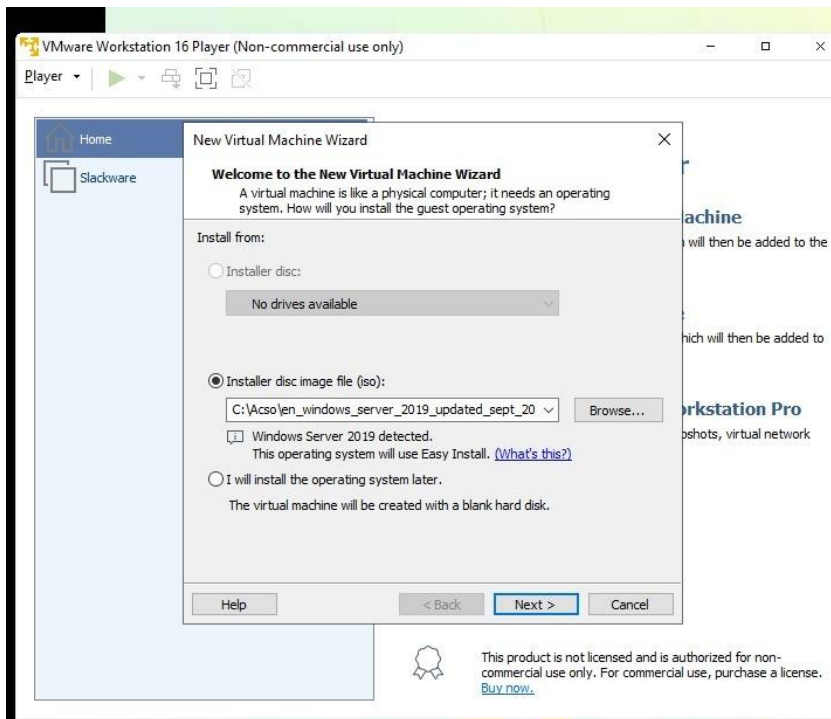 VMware Workstation 16 Player (Non-commercial use only)
Player
Home
Slackware
New Virtual Machine Wizard
Welcome to the New Virtual Machine Wizard
A virtual machine is like a physical computer; it needs an operating
system. How will you install the guest operating system?
Install from:
Installer disc:
No drives available
Installer disc image file (iso):
C:\Acso\en_windows_server_2019_updated_sept_20
Browse...
Windows Server 2019 detected.
This operating system will use Easy Install. (What's this?)
I will install the operating system later.
The virtual machine will be created with a blank hard disk.
Help
< Back
Next >
Cancel
r
achine
will then be added to the
hich will then be added to
orkstation Pro
oshots, virtual network
This product is not licensed and is authorized for non-
commercial use only. For commercial use, purchase a license.
Buy now.